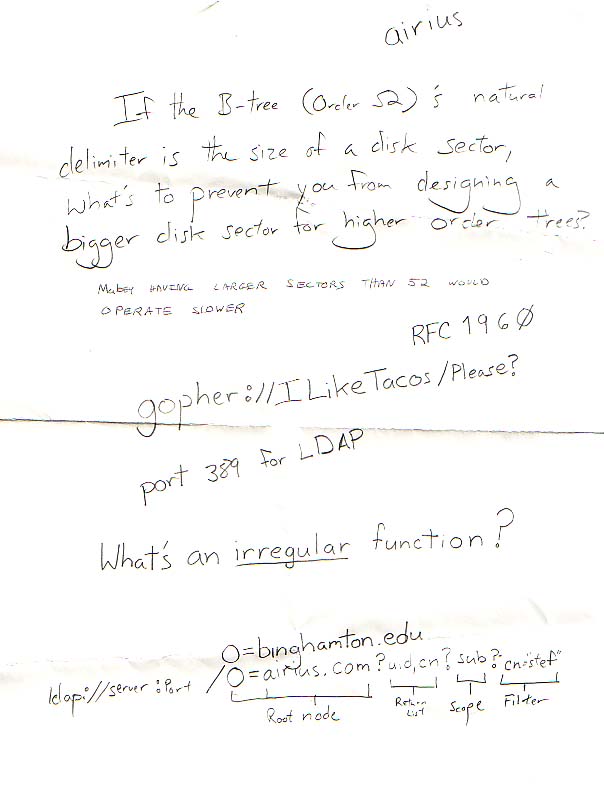 airius
If the B-tree (Order 52)'s natural
delimiter is the size of a disk sector,
what's to prevent you from designing a
bigger disk sector for higher order trees?
Mabey HAVING LARGER SECTORS THAN 52 WOULD
OPERATE SLOWER
RFC 1960
gopher://ILikeTacos/Please?
port 389 for LDAP
What's an irregular function?
O=binghamton.edu
ldap://server:Port /O=airius.com?uid,cn?sub?cn="stef"
Root node Return List Scope Filter